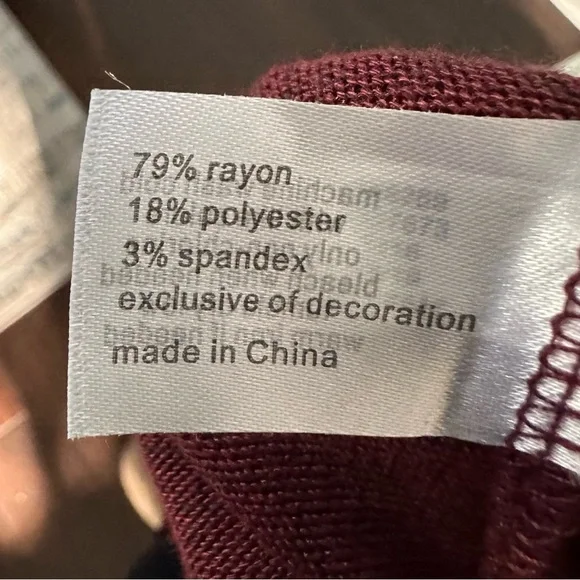 79% rayon
18% polyester
3% spandex
exclusive of decoration
made in China